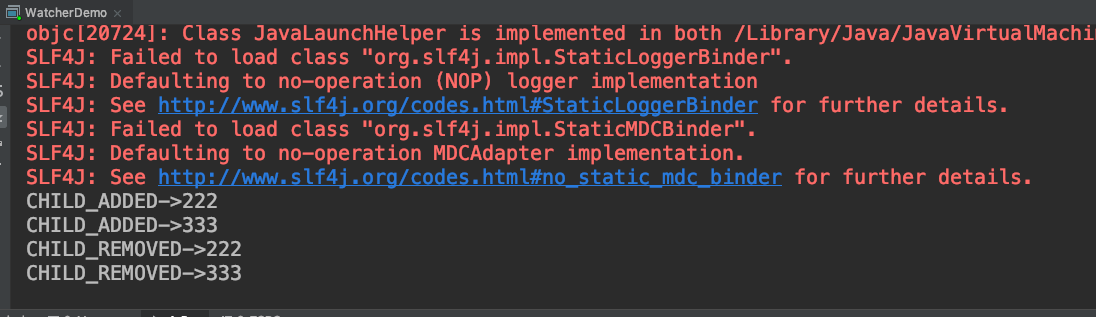 WatcherDemo
objc[20724]: Class JavaLaunchHelper is implemented in both /Library/Java/JavaVirtualMachi
SLF4J: Failed to load class "org.slf4j.impl.StaticLoggerBinder".
SLF4J: Defaulting to no-operation (NOP) logger implementation
SLF4J: See http://www.slf4j.org/codes.html#StaticLoggerBinder for further details.
SLF4J: Failed to load class "org.slf4j.impl.StaticMDCBinder".
SLF4J: Defaulting to no-operation MDCAdapter implementation.
SLF4J: See http://www.slf4j.org/codes.html#no_static_mdc_binder for further details.
CHILD_ADDED->222
CHILD_ADDED->333
CHILD_REMOVED->222
CHILD_REMOVED->333